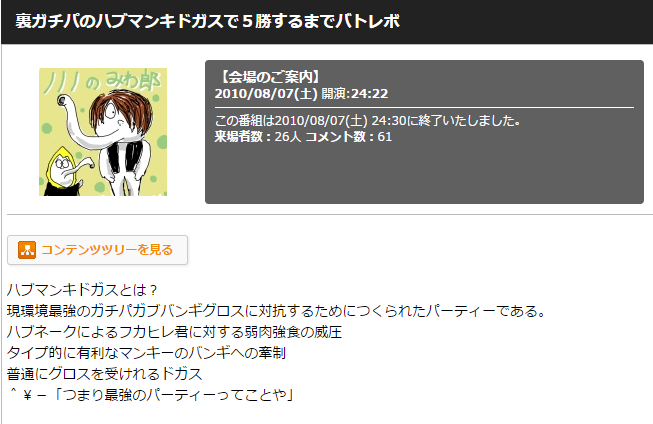 裏ガチパのハブマンキドガスで５勝するまでバトレボ
ノノノのみわ郎
【会場のご案内】
2010/08/07(土) 開演:24:22
この番組は2010/08/07(土) 24:30に終了いたしました。
来場者数：26人 コメント数：61
コンテンツツリーを見る
ハブマンキドガスとは？
現環境最強のガチパガブバンギグロスに対抗するためにつくられたパーティーである。
ハブネークによるフカヒレ君に対する弱肉強食の威圧
タイプ的に有利なマンキーのバンギへの牽制
普通にグロスを受けれるドガス
＾￥－「つまり最強のパーティーってことや」